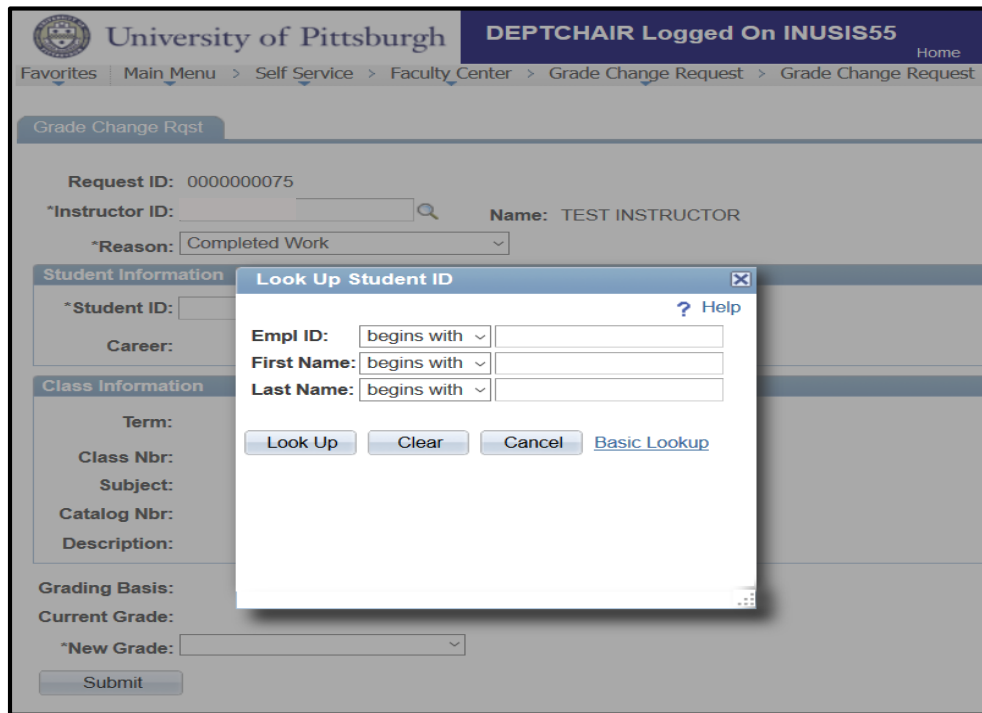 University of Pittsburgh
DEPTCHAIR Logged On INUSIS55
Home
Favorites Main Menu > Self Service > Faculty Center > Grade Change Request > Grade Change Request
Grade Change Rqst
Request ID: 0000000075
*Instructor ID:
Name: TEST INSTRUCTOR
*Reason: Completed Work
Student Information
*Student ID:
Career:
Look Up Student ID
? Help
Empl ID: begins with
First Name: begins with
Last Name: begins with
Look Up Clear Cancel Basic Lookup
Class Information
Term:
Class Nbr:
Subject:
Catalog Nbr:
Description:
Grading Basis:
Current Grade:
*New Grade:
Submit